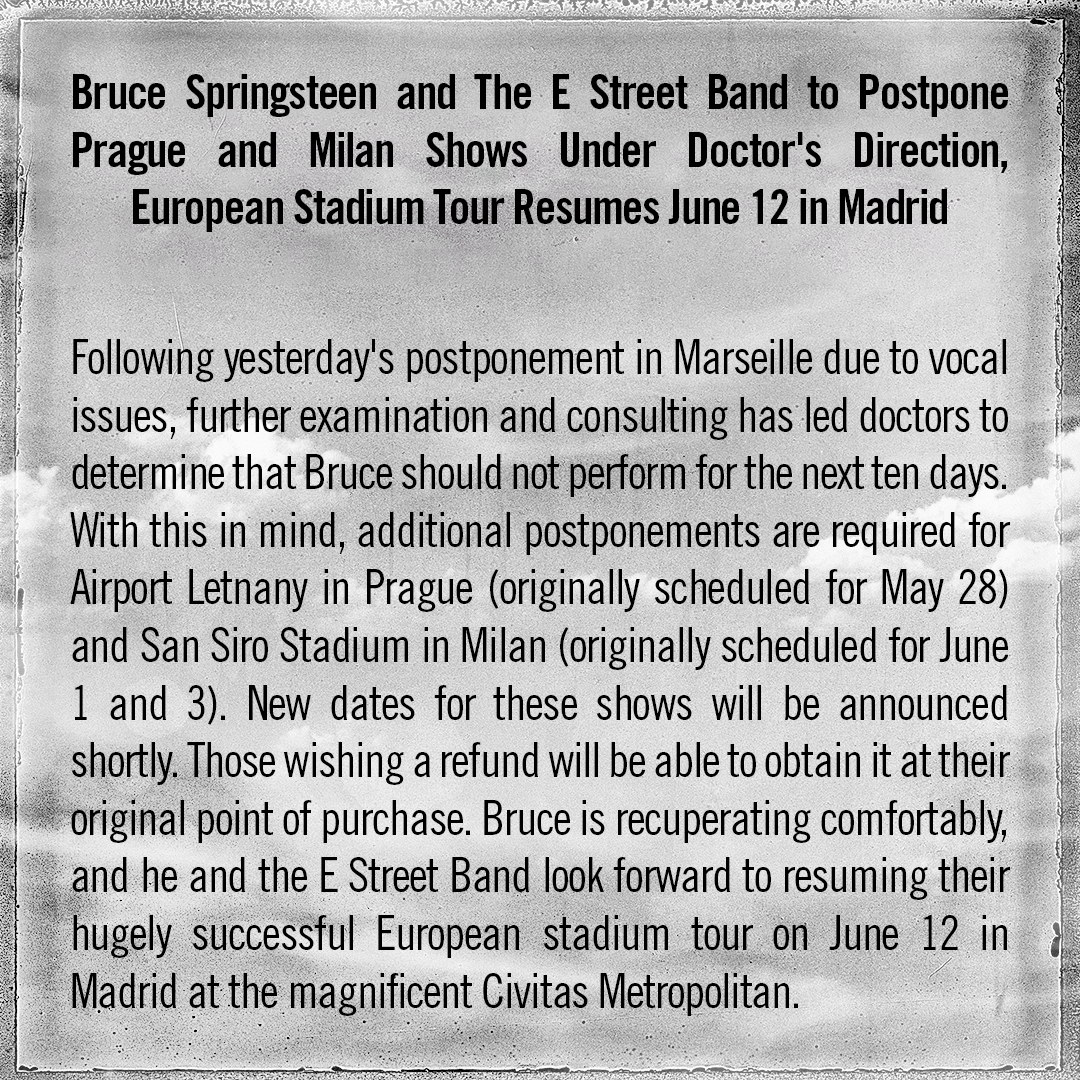 Bruce Springsteen and The E Street Band to Postpone
Prague and Milan Shows Under Doctor's Direction,
European Stadium Tour Resumes June 12 in Madrid
Following yesterday's postponement in Marseille due to vocal
issues, further examination and consulting has led doctors to
determine that Bruce should not perform for the next ten days.
With this in mind, additional postponements are required for
Airport Letnany in Prague (originally scheduled for May 28)
and San Siro Stadium in Milan (originally scheduled for June
1 and 3). New dates for these shows will be announced
shortly. Those wishing a refund will be able to obtain it at their
original point of purchase. Bruce is recuperating comfortably,
and he and the E Street Band look forward to resuming their
hugely successful European stadium tour on June 12 in
Madrid at the magnificent Civitas Metropolitan.